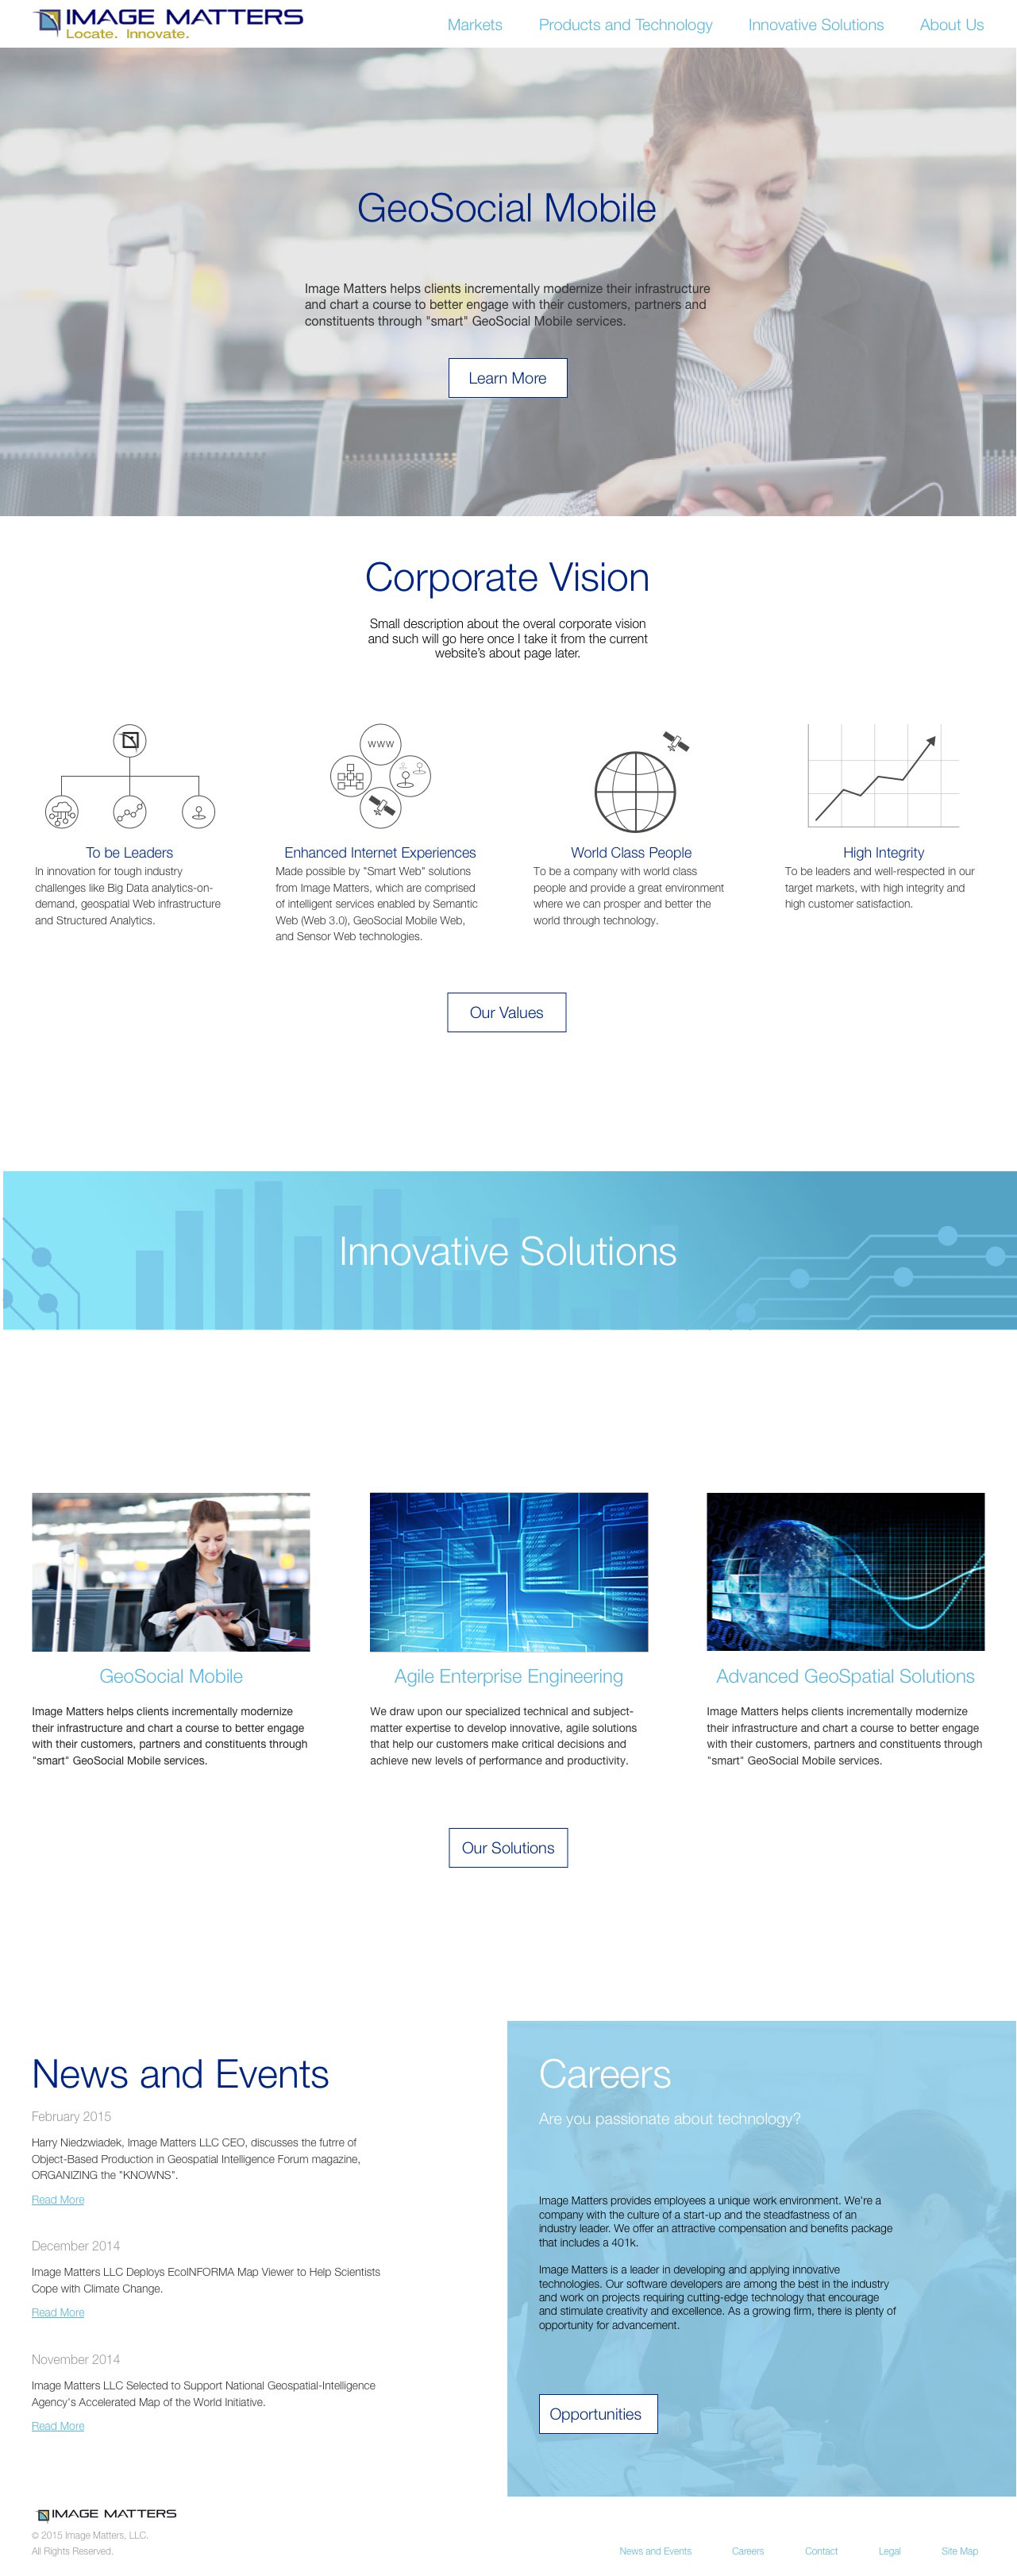 IMAGE MATTERS
Locate. Innovate.
Markets Products and Technology Innovative Solutions About Us
GeoSocial Mobile
Image Matters helps clients incrementally modernize their infrastructure
and chart a course to better engage with their customers, partners and
constituents through "smart" GeoSocial Mobile services.
Learn More
Corporate Vision
Small description about the overal corporate vision
and such will go here once I take it from the current
website's about page later.
www
To be Leaders
In innovation for tough industry
challenges like Big Data analytics-on-
demand, geospatial Web infrastructure
and Structured Analytics.
Enhanced Internet Experiences
Made possible by "Smart Web" solutions
from Image Matters, which are comprised
of intelligent services enabled by Semantic
Web (Web 3.0), GeoSocial Mobile Web,
and Sensor Web technologies.
World Class People
To be a company with world class
people and provide a great environment
where we can prosper and better the
world through technology.
High Integrity
To be leaders and well-respected in our
target markets, with high integrity and
high customer satisfaction.
Our Values
Innovative Solutions
GeoSocial Mobile
Image Matters helps clients incrementally modernize
their infrastructure and chart a course to better engage
with their customers, partners and constituents through
"smart" GeoSocial Mobile services.
Agile Enterprise Engineering
We draw upon our specialized technical and subject-
matter expertise to develop innovative, agile solutions
that help our customers make critical decisions and
achieve new levels of performance and productivity.
Advanced GeoSpatial Solutions
Image Matters helps clients incrementally modernize
their infrastructure and chart a course to better engage
with their customers, partners and constituents through
"smart" GeoSocial Mobile services.
Our Solutions
News and Events
February 2015
Harry Niedzwiadek, Image Matters LLC CEO, discusses the futrre of
Object-Based Production in Geospatial Intelligence Forum magazine,
ORGANIZING the "KNOWNS".
Read More
December 2014
Image Matters LLC Deploys EcoINFORMA Map Viewer to Help Scientists
Cope with Climate Change.
Read More
November 2014
Image Matters LLC Selected to Support National Geospatial-Intelligence
Agency's Accelerated Map of the World Initiative.
Read More
Careers
Are you passionate about technology?
Image Matters provides employees a unique work environment. We're a
company with the culture of a start-up and the steadfastness of an
industry leader. We offer an attractive compensation and benefits package
that includes a 401k.
Image Matters is a leader in developing and applying innovative
technologies. Our software developers are among the best in the industry
and work on projects requiring cutting-edge technology that encourage
and stimulate creativity and excellence. As a growing firm, there is plenty of
opportunity for advancement.
Opportunities
IMAGE MATTERS
© 2015 Image Matters, LLC.
All Rights Reserved.
News and Events Careers Contact Legal Site Map